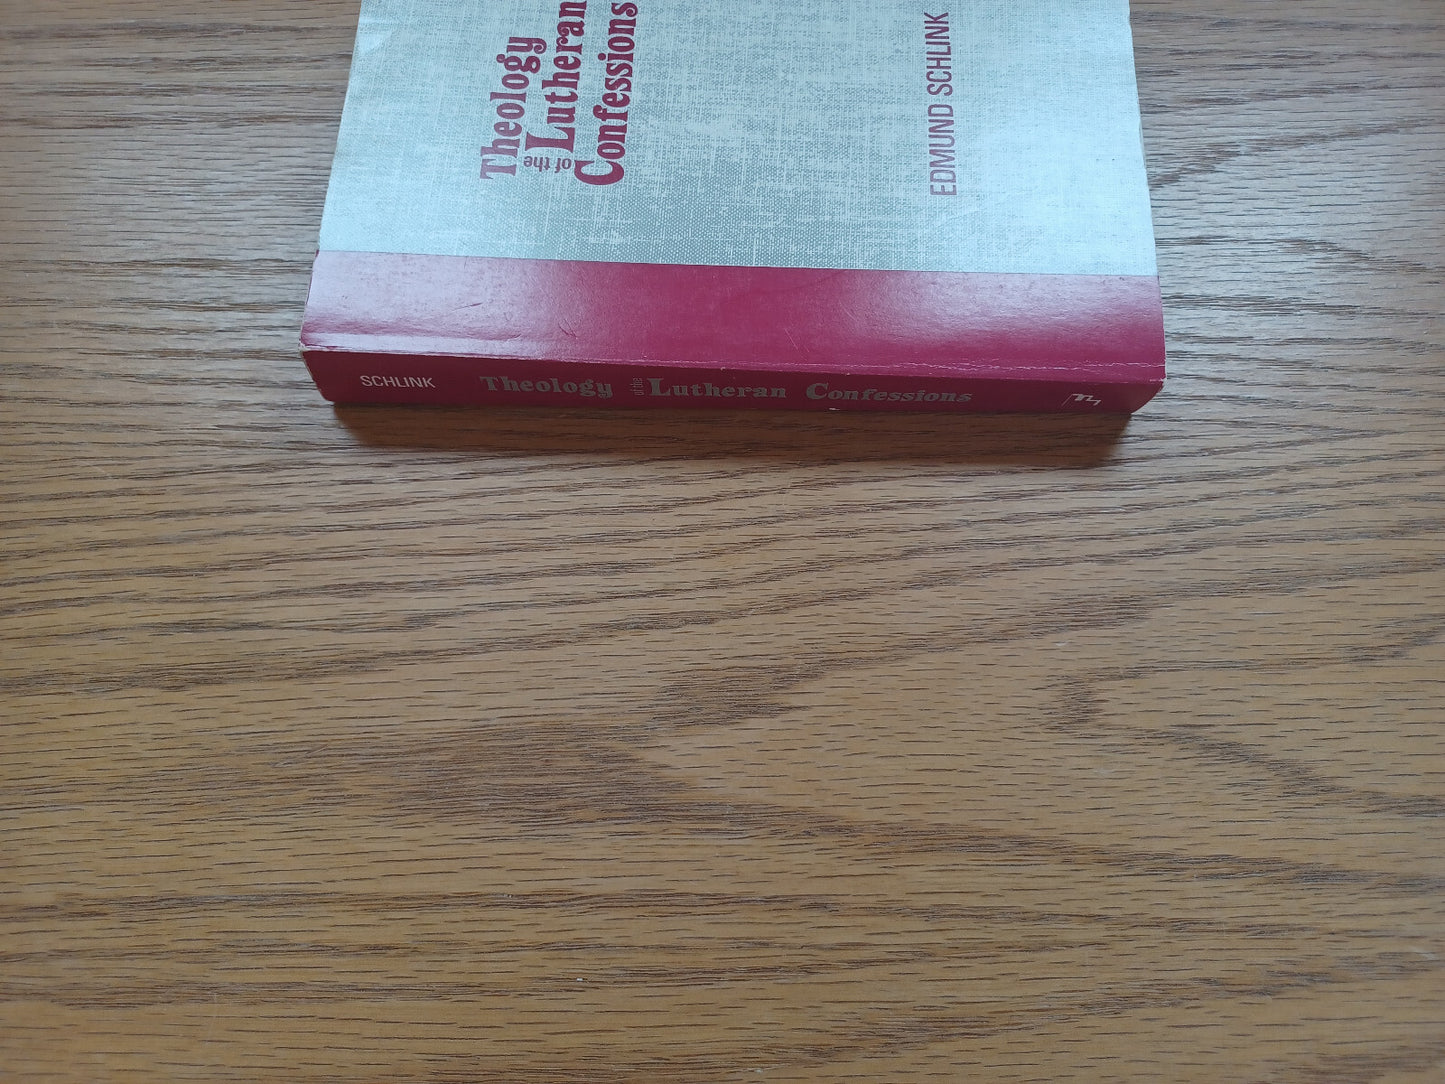 Theology
of the
Lutheran
Confessions
EDMUND SCHLINK
SCHLINK Theology of the Lutheran Confessions